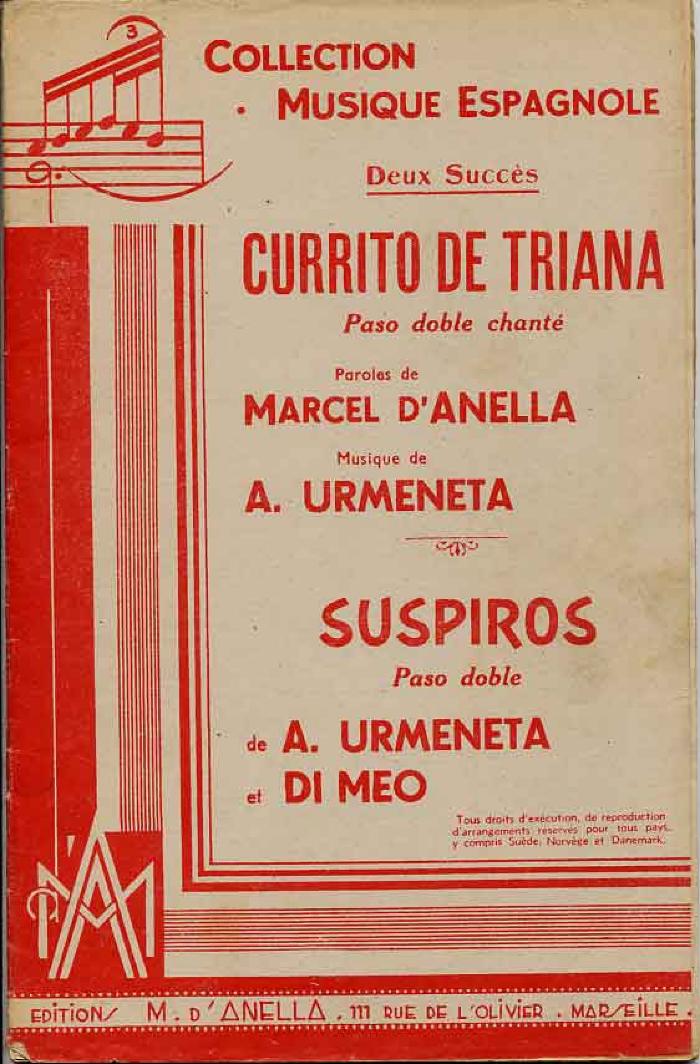 3
COLLECTION
• MUSIQUE ESPAGNOLE
Deux Succès
CURRITO DE TRIANA
Paso doble chanté
Paroles de
MARCEL D'ANELLA
Musique de
A. URMENETA
SUSPIROS
Paso doble
de A. URMENETA
et DI MEO
Tous droits d'exécution, de reproduction
d'arrangements réservés pour tous pays,
y compris Suède, Norvège et Danemark.
MA
EDITIONS M. D'ANELLA . 111 RUE DE L'OLIVIER . MARSEILLE .